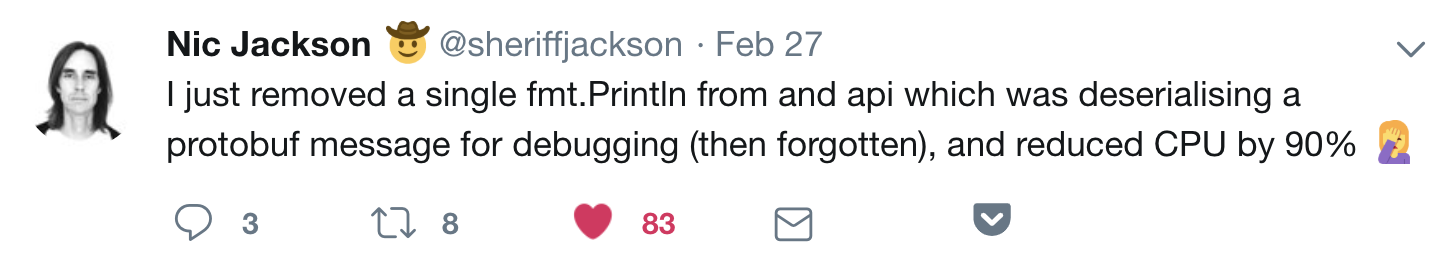 Nic Jackson 🤠 @sheriffjackson · Feb 27
I just removed a single fmt.Println from and api which was deserialising a
protobuf message for debugging (then forgotten), and reduced CPU by 90% 🤦‍♀️
3 8 83